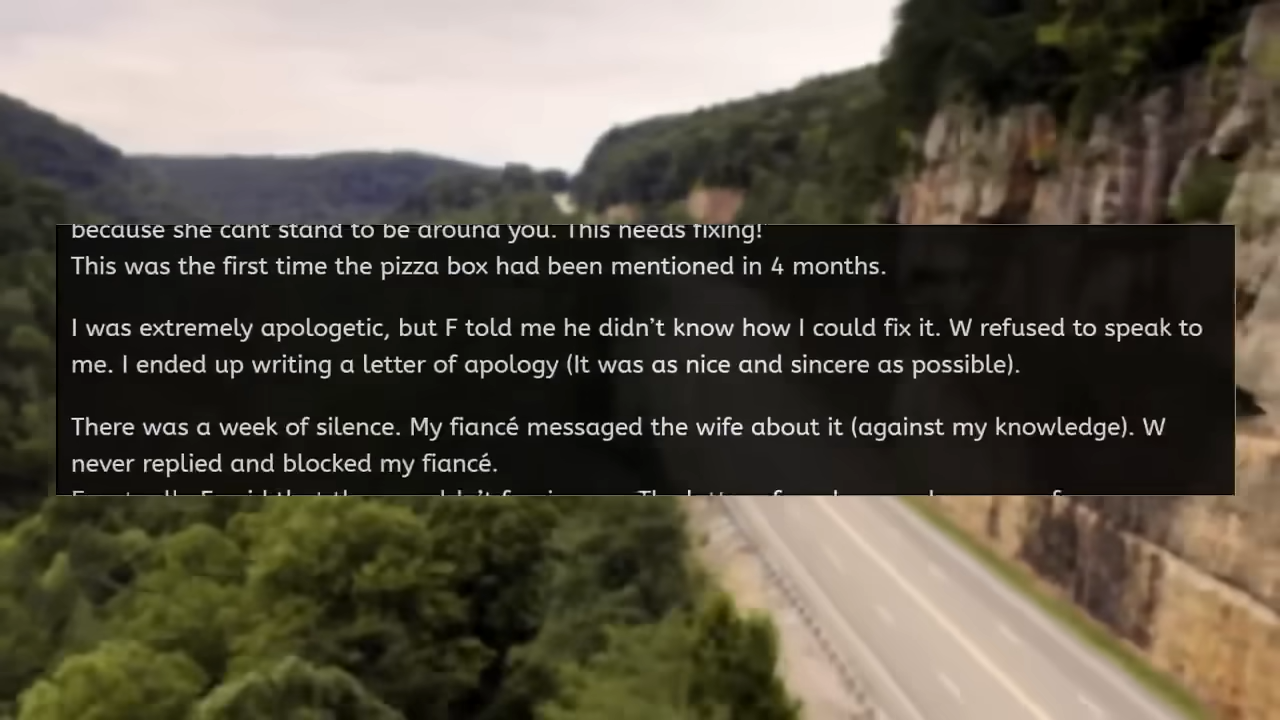 because she cant stand to be around you. This needs fixing!
This was the first time the pizza box had been mentioned in 4 months.
I was extremely apologetic, but F told me he didn't know how I could fix it. W refused to speak to
me. I ended up writing a letter of apology (It was as nice and sincere as possible).
There was a week of silence. My fiancé messaged the wife about it (against my knowledge). W
never replied and blocked my fiancé.